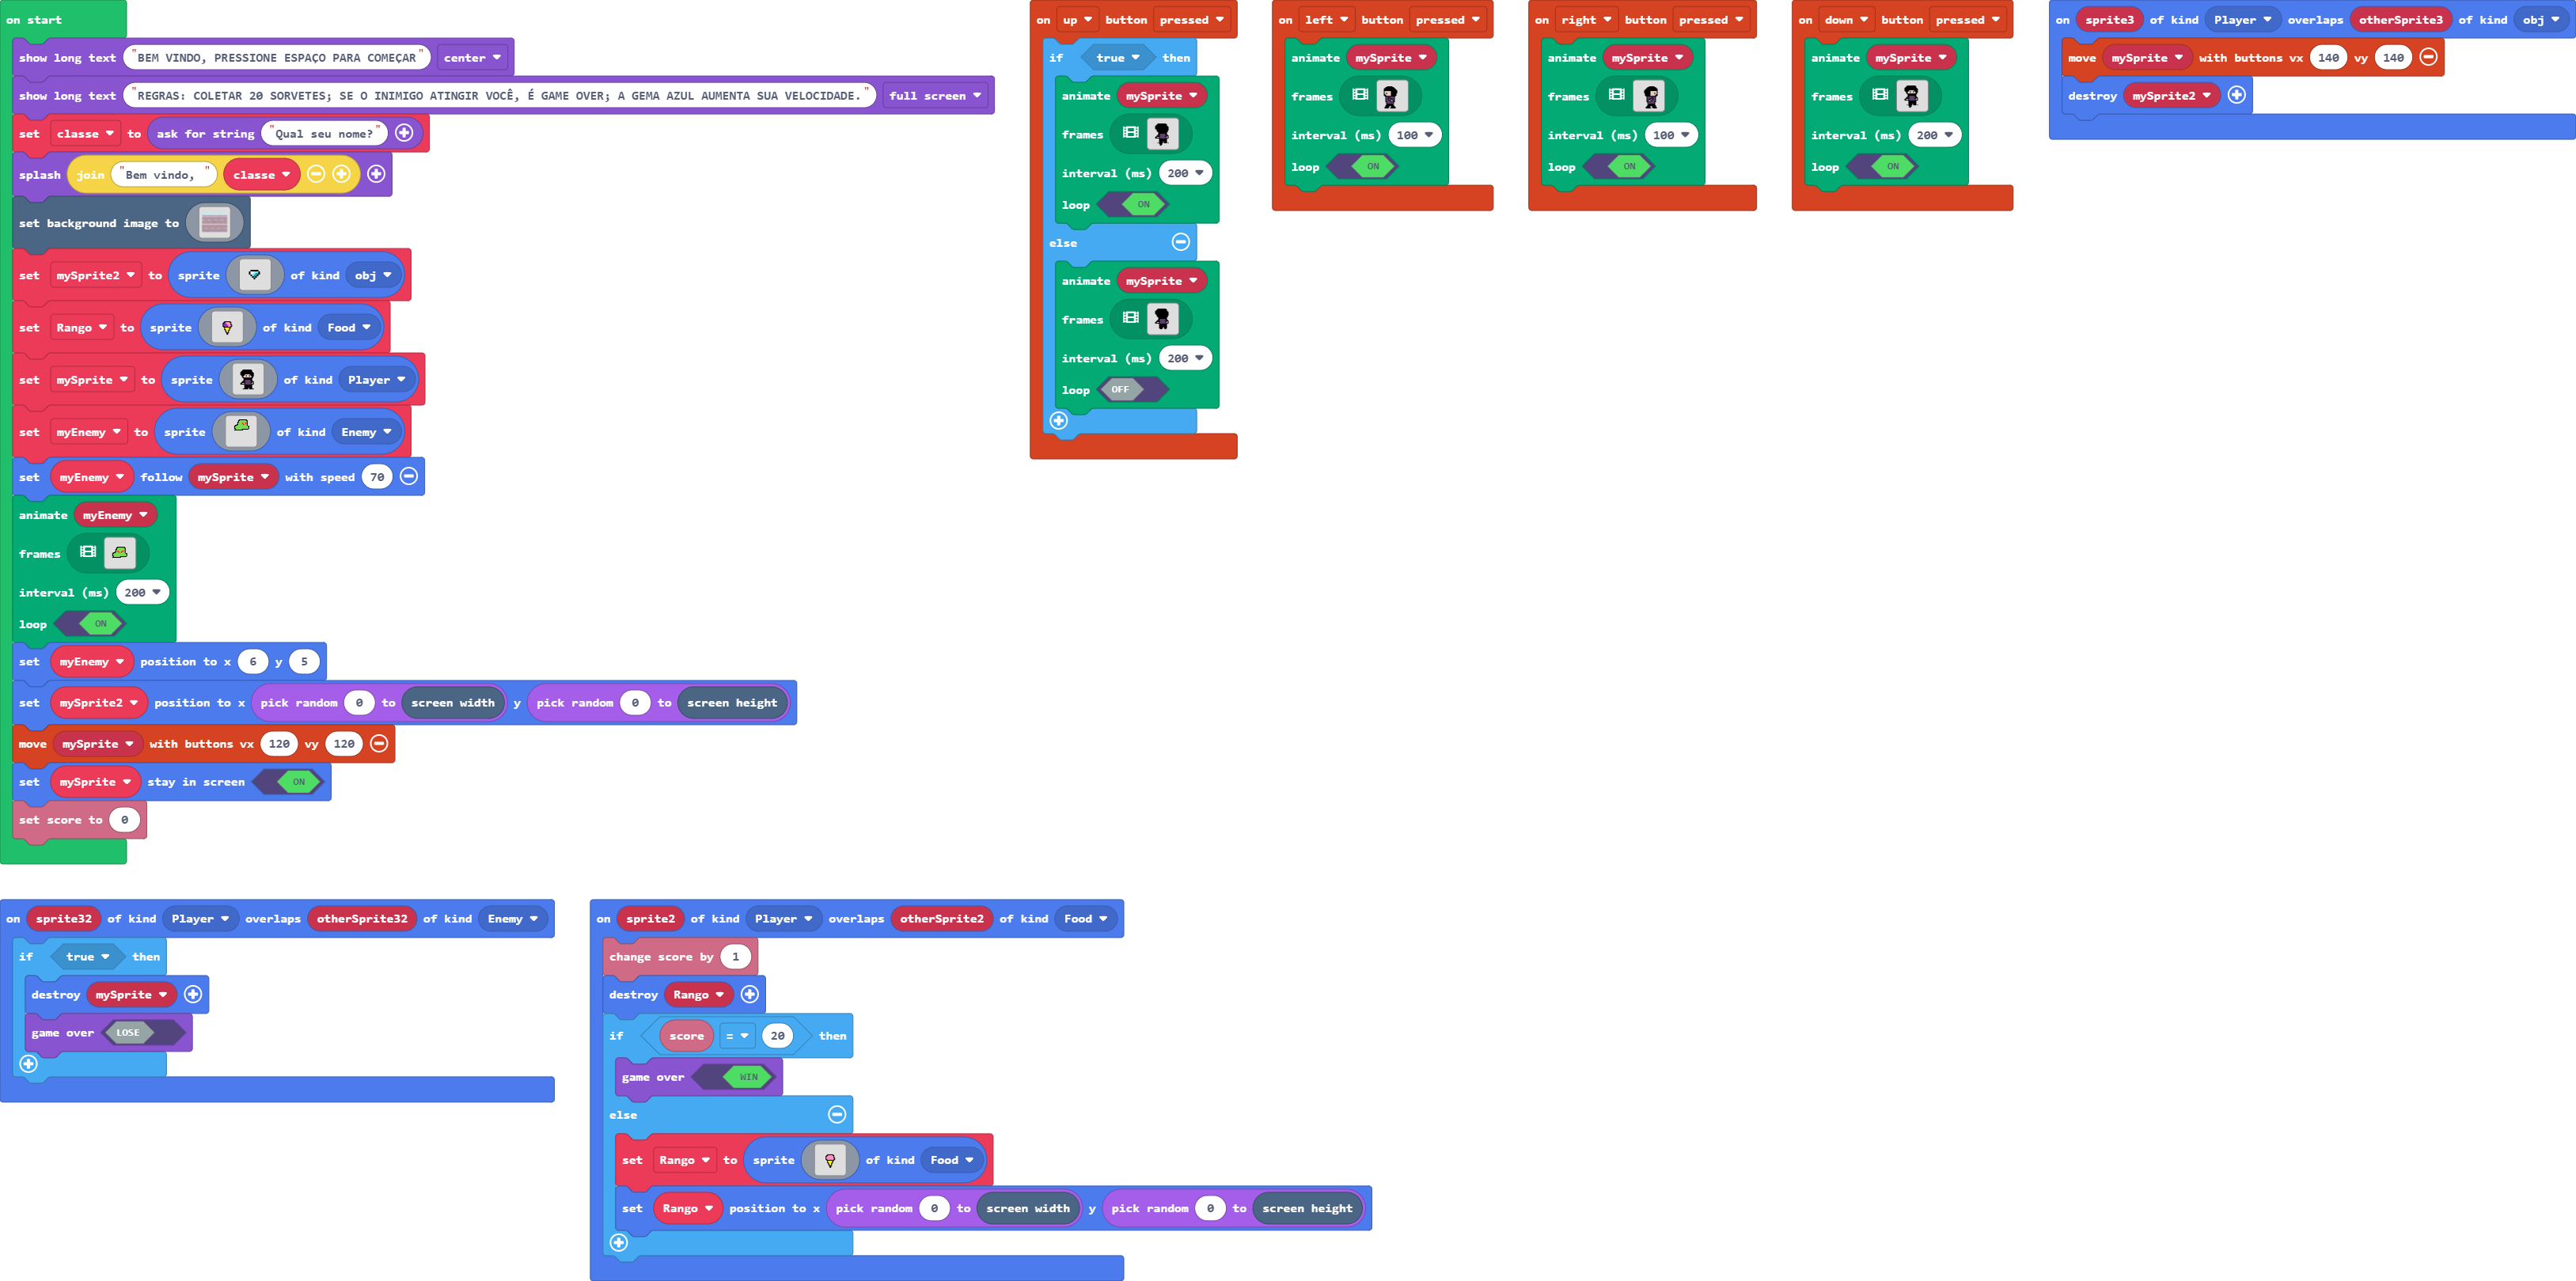 on start
show long text "BEM VINDO, PRESSIONE ESPAÇO PARA COMEÇAR" center
show long text "REGRAS: COLETAR 20 SORVETES; SE O INIMIGO ATINGIR VOCÊ, É GAME OVER; A GEMA AZUL AUMENTA SUA VELOCIDADE." full screen
set classe to ask for string "Qual seu nome?"
splash join "Bem vindo, " classe
set background image to
set mySprite2 to sprite of kind obj
set Rango to sprite of kind Food
set mySprite to sprite of kind Player
set myEnemy to sprite of kind Enemy
set myEnemy follow mySprite with speed 70
animate myEnemy
frames
interval (ms) 200
loop ON
set myEnemy position to x 6 y 5
set mySprite2 position to x pick random 0 to screen width y pick random 0 to screen height
move mySprite with buttons vx 120 vy 120
set mySprite stay in screen ON
set score to 0
on up button pressed
if true then
animate mySprite
frames
interval (ms) 200
loop ON
else
animate mySprite
frames
interval (ms) 200
loop OFF
on left button pressed
animate mySprite
frames
interval (ms) 100
loop ON
on right button pressed
animate mySprite
frames
interval (ms) 100
loop ON
on down button pressed
animate mySprite
frames
interval (ms) 200
loop ON
on sprite3 of kind Player overlaps otherSprite3 of kind obj
move mySprite with buttons vx 140 vy 140
destroy mySprite2
on sprite32 of kind Player overlaps otherSprite32 of kind Enemy
if true then
destroy mySprite
game over LOSE
on sprite2 of kind Player overlaps otherSprite2 of kind Food
change score by 1
destroy Rango
if score = 20 then
game over WIN
else
set Rango to sprite of kind Food
set Rango position to x pick random 0 to screen width y pick random 0 to screen height